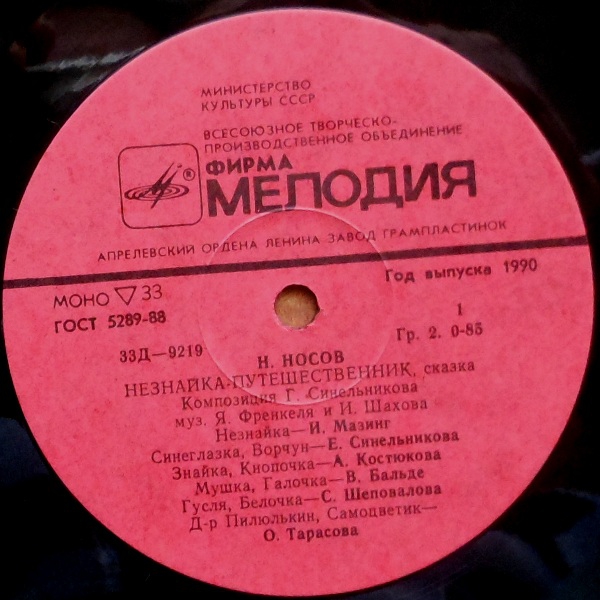 МИНИСТЕРСТВО
КУЛЬТУРЫ СССР
ВСЕСОЮЗНОЕ ТВОРЧЕСКО-
ПРОИЗВОДСТВЕННОЕ ОБЪЕДИНЕНИЕ
®
ФИРМА
МЕЛОДИЯ
АПРЕЛЕВСКИЙ ОРДЕНА ЛЕНИНА ЗАВОД ГРАМПЛАСТИНОК
Год выпуска 1990
МОНО ▽ 33
ГОСТ 5289-88
1
Гр. 2. 0-85
33Д—9219
Н. НОСОВ
НЕЗНАЙКА-ПУТЕШЕСТВЕННИК, сказка
Композиция Г. Синельникова
муз. Я. Френкеля и И. Шахова
Незнайка—И. Мазинг
Синеглазка, Ворчун—Е. Синельникова
Знайка, Кнопочка—А. Костюкова
Мушка, Галочка—В. Бальде
Гусля, Белочка—С. Шеповалова
Д-р Пилюлькин, Самоцветик—
О. Тарасова